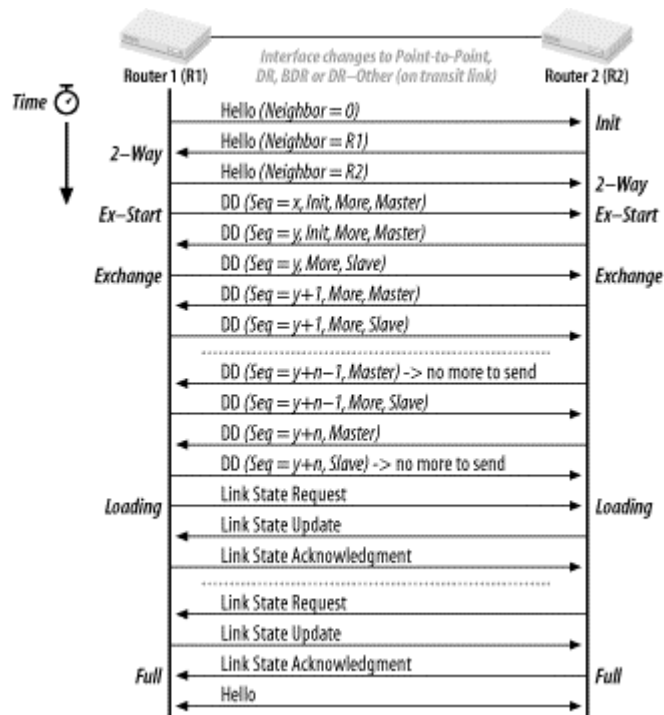 Interface changes to Point-to-Point,
DR, BDR or DR-Other (on transit link)
Router 1 (R1)
Router 2 (R2)
Time
Hello (Neighbor = 0)
Init
Hello (Neighbor = R1)
2-Way
Hello (Neighbor = R2)
2-Way
DD (Seq = x, Init, More, Master)
Ex-Start
Ex-Start
DD (Seq = y, Init, More, Master)
DD (Seq = y, More, Slave)
Exchange
Exchange
DD (Seq = y+1, More, Master)
DD (Seq = y+1, More, Slave)
DD (Seq = y+n-1, Master) -> no more to send
DD (Seq = y+n-1, More, Slave)
DD (Seq = y+n, Master)
DD (Seq = y+n, Slave) -> no more to send
Link State Request
Loading
Loading
Link State Update
Link State Acknowledgment
Link State Request
Link State Update
Link State Acknowledgment
Full
Full
Hello